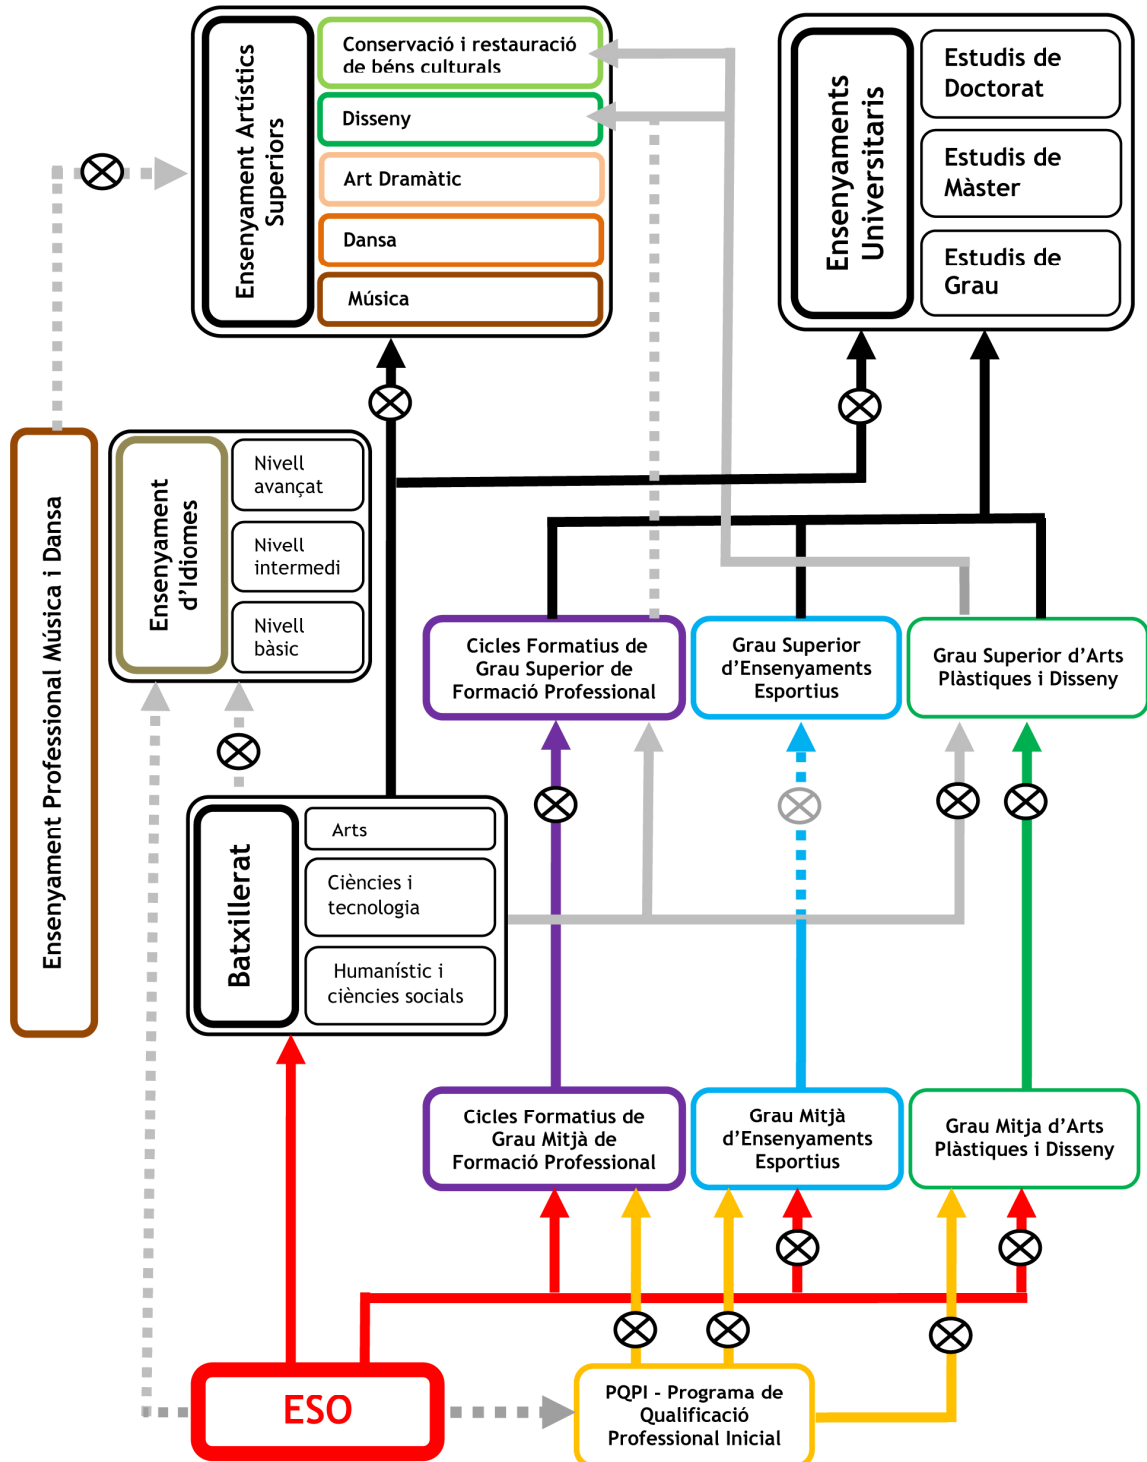 Ensenyament Artístics
Superiors
Conservació i restauració
de béns culturals
Disseny
Art Dramàtic
Dansa
Música
Ensenyaments
Universitaris
Estudis de
Doctorat
Estudis de
Màster
Estudis de
Grau
Ensenyament Professional Música i Dansa
Ensenyament
d'Idiomes
Nivell
avançat
Nivell
intermedi
Nivell
bàsic
Cicles Formatius de
Grau Superior de
Formació Professional
Grau Superior
d'Ensenyaments
Esportius
Grau Superior d'Arts
Plàstiques i Disseny
Batxillerat
Arts
Ciències i
tecnologia
Humanístic i
ciències socials
Cicles Formatius de
Grau Mitjà de
Formació Professional
Grau Mitjà
d'Ensenyaments
Esportius
Grau Mitja d'Arts
Plàstiques i Disseny
ESO
PQPI - Programa de
Qualificació
Professional Inicial